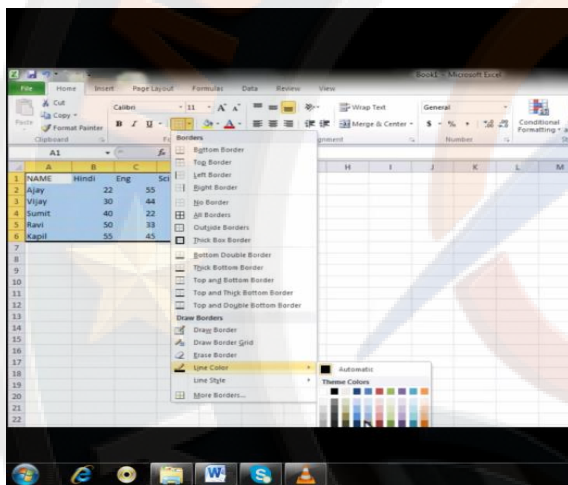 Book1 - Microsoft Excel
File Home Insert Page Layout Formulas Data Review View
Cut
Copy
Format Painter
Paste
Calibri 11 A A
Wrap Text
General
B I U A
Merge & Center
$ % ,
Conditional
Formatting
Clipboard
Number
A1
fx
Borders
Bottom Border
Top Border
Left Border
Right Border
No Border
All Borders
Outside Borders
Thick Box Border
Bottom Double Border
Thick Bottom Border
Top and Bottom Border
Top and Thick Bottom Border
Top and Double Bottom Border
Draw Borders
Draw Border
Draw Border Grid
Erase Border
Line Color
Line Style
More Borders...
Automatic
Theme Colors
A B C H I J K L M
1 NAME Hindi Eng Sci
2 Ajay 22 55
3 Vijay 30 44
4 Sumit 40 22
5 Ravi 50 33
6 Kapil 55 45
7
8
9
10
11
12
13
14
15
16
17
18
19
20
21
22